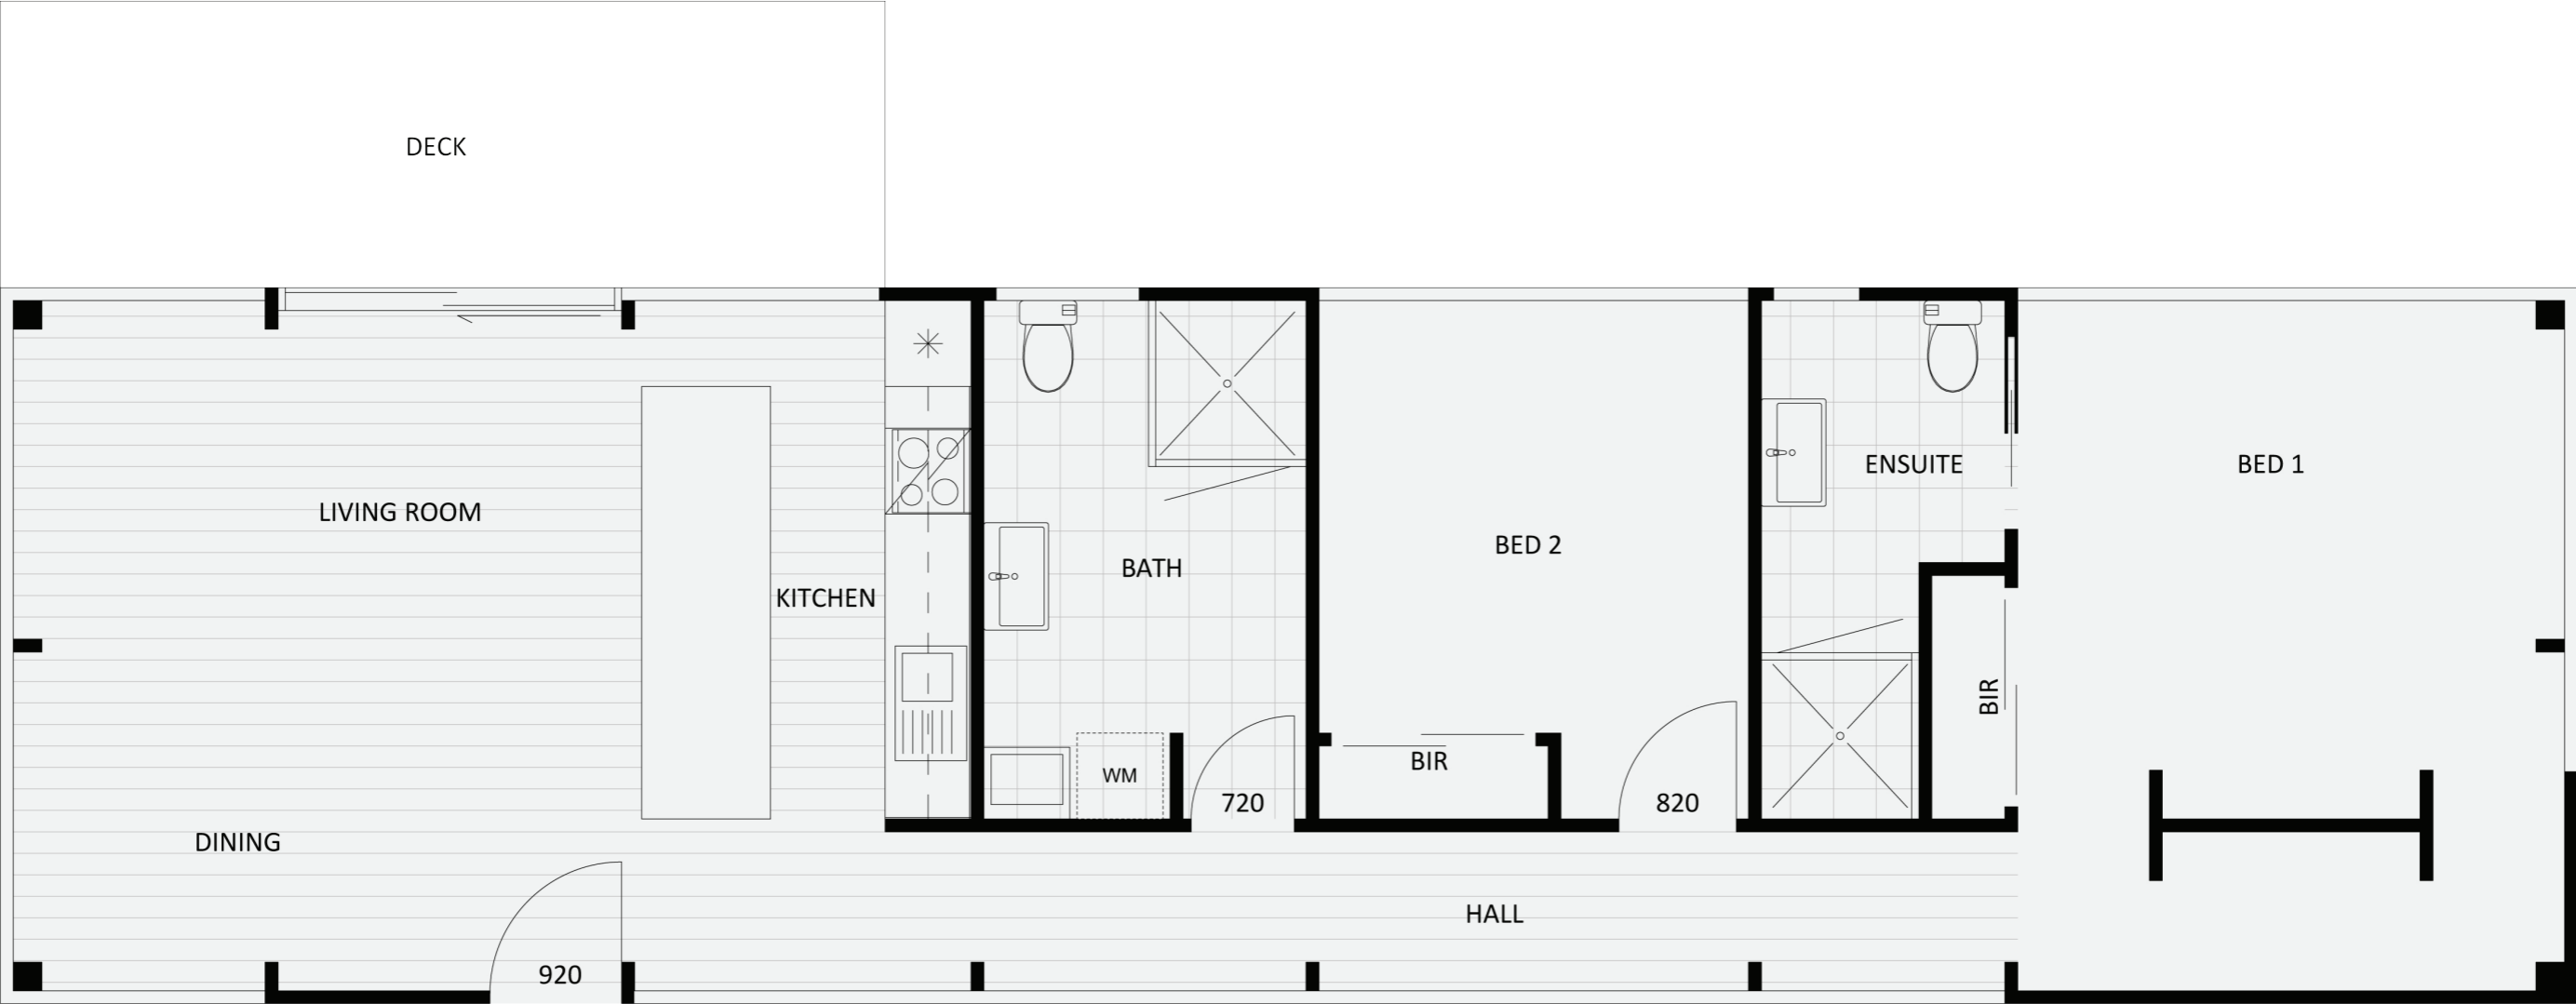 DECK
LIVING ROOM
KITCHEN
DINING
920
BATH
WM
720
BED 2
BIR
820
ENSUITE
BIR
BED 1
HALL